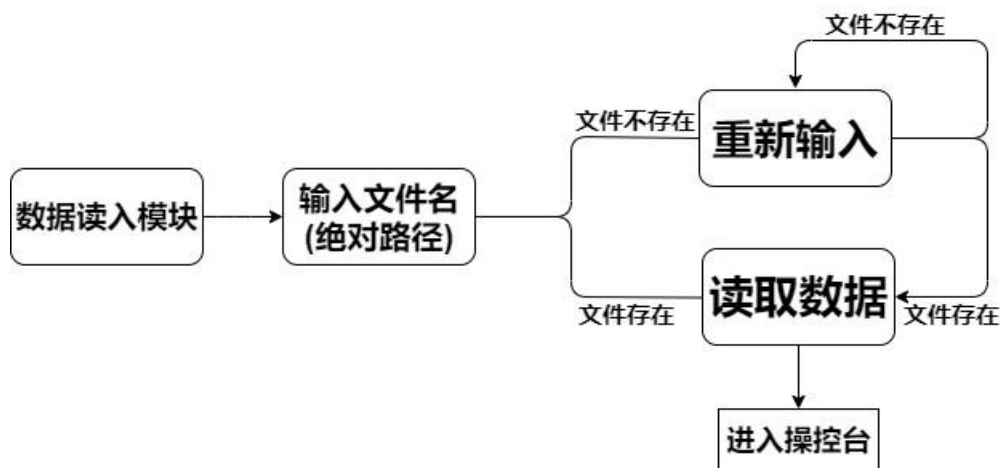 文件不存在
文件不存在
重新输入
数据读入模块
输入文件名
(绝对路径)
读取数据
文件存在
文件存在
进入操控台